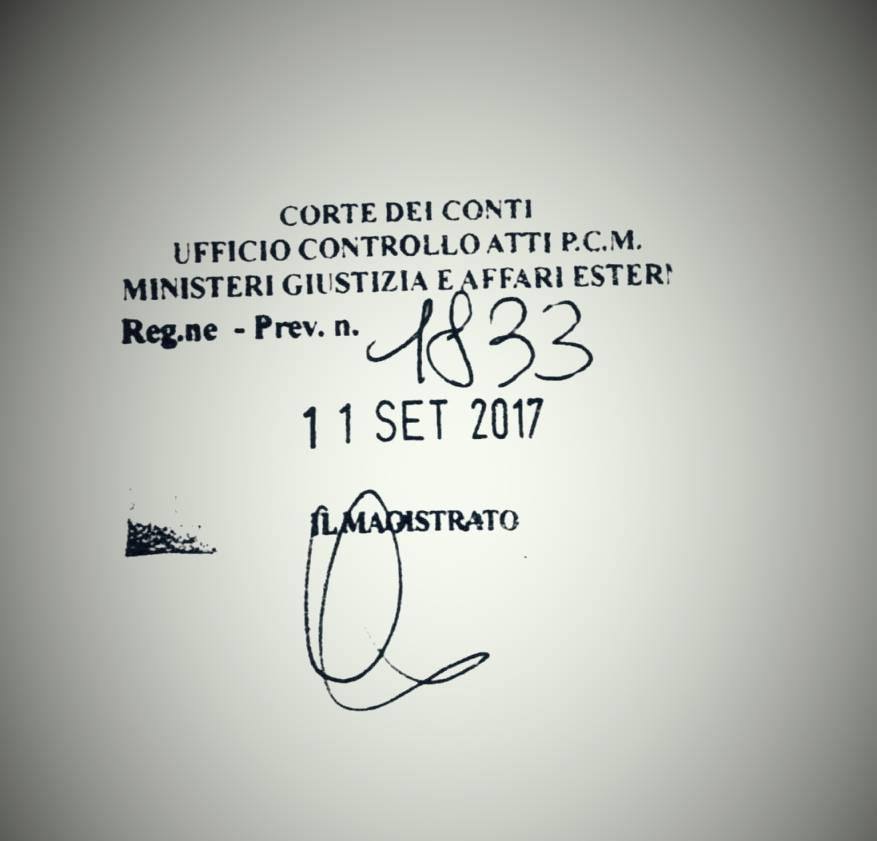 CORTE DEI CONTI
UFFICIO CONTROLLO ATTI P.C.M.
MINISTERI GIUSTIZIA E AFFARI ESTERI
Reg.ne - Prev. n. 1833
11 SET 2017
IL MAGISTRATO